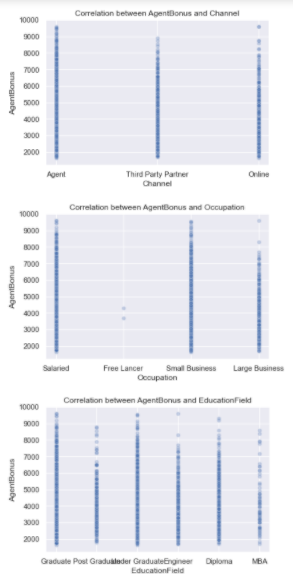 Correlation between AgentBonus and Channel
AgentBonus
10000
9000
8000
7000
6000
5000
4000
3000
2000
Agent Third Party Partner Online
Channel
Correlation between AgentBonus and Occupation
AgentBonus
10000
9000
8000
7000
6000
5000
4000
3000
2000
Salaried Free Lancer Small Business Large Business
Occupation
Correlation between AgentBonus and EducationField
AgentBonus
10000
9000
8000
7000
6000
5000
4000
3000
2000
Graduate Post Graduate Under Graduate Engineer Diploma MBA
EducationField